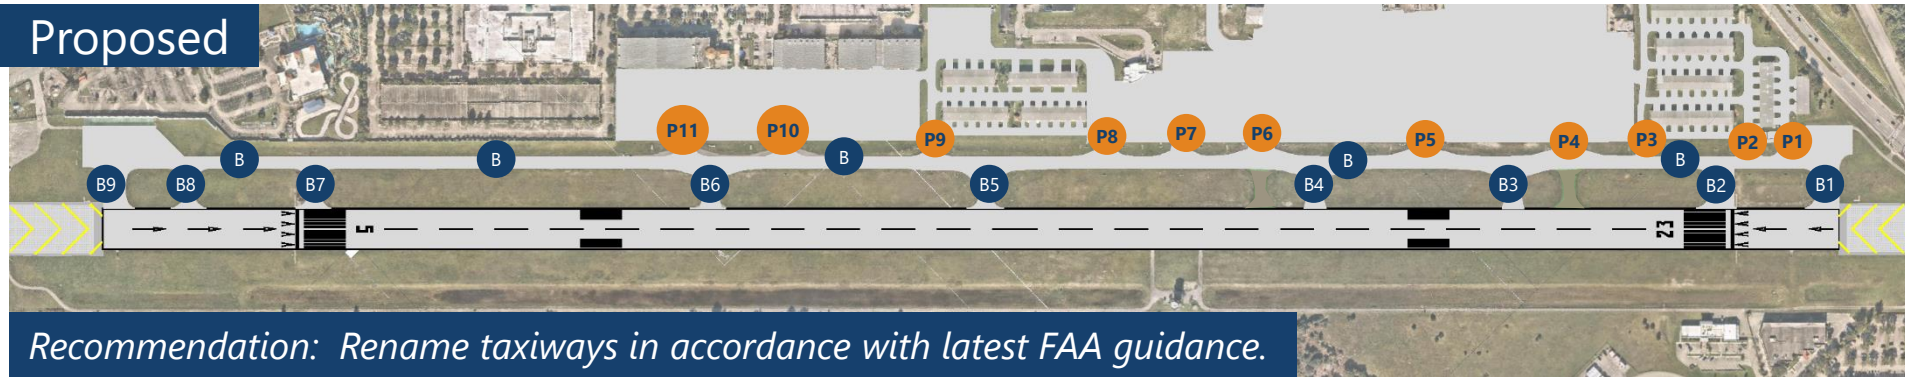 Proposed
P11 P10 P9 P8 P7 P6 P5 P4 P3 P2 P1
B B B B B
B9 B8 B7 B6 B5 B4 B3 B2 B1
5 23
Recommendation: Rename taxiways in accordance with latest FAA guidance.